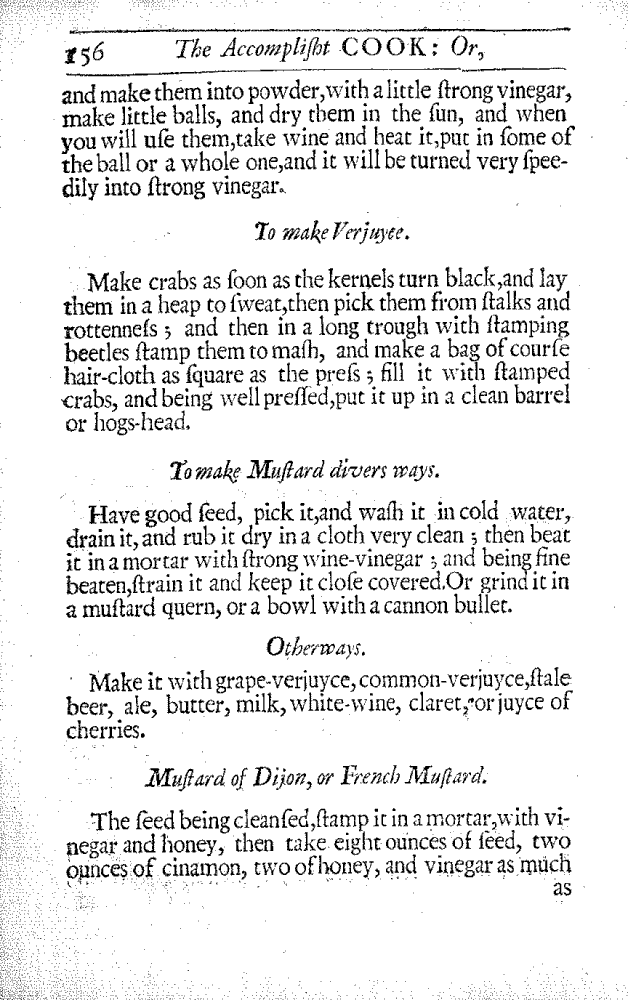 156 The Accompliſht COOK: Or,
and make them into powder,with a little ſtrong vinegar,
make little balls, and dry them in the ſun, and when
you will uſe them,take wine and heat it,put in ſome of
the ball or a whole one,and it will be turned very ſpee-
dily into ſtrong vinegar.
To make Verjuyce.
Make crabs as ſoon as the kernels turn black,and lay
them in a heap to ſweat,then pick them from ſtalks and
rottenneſs ; and then in a long trough with ſtamping
beetles ſtamp them to maſh, and make a bag of courſe
hair-cloth as ſquare as the preſs ; fill it with ſtamped
crabs, and being well preſſed,put it up in a clean barrel
or hogs-head.
To make Muſtard divers ways.
Have good ſeed, pick it,and waſh it in cold water,
drain it, and rub it dry in a cloth very clean ; then beat
it in a mortar with ſtrong wine-vinegar ; and being fine
beaten,ſtrain it and keep it cloſe covered.Or grind it in
a muſtard quern, or a bowl with a cannon bullet.
Otherways.
Make it with grape-verjuyce, common-verjuyce,ſtale
beer, ale, butter, milk, white-wine, claret, or juyce of
cherries.
Muſtard of Dijon, or French Muſtard.
The ſeed being cleanſed,ſtamp it in a mortar,with vi-
negar and honey, then take eight ounces of ſeed, two
ounces of cinamon, two of honey, and vinegar as much
as